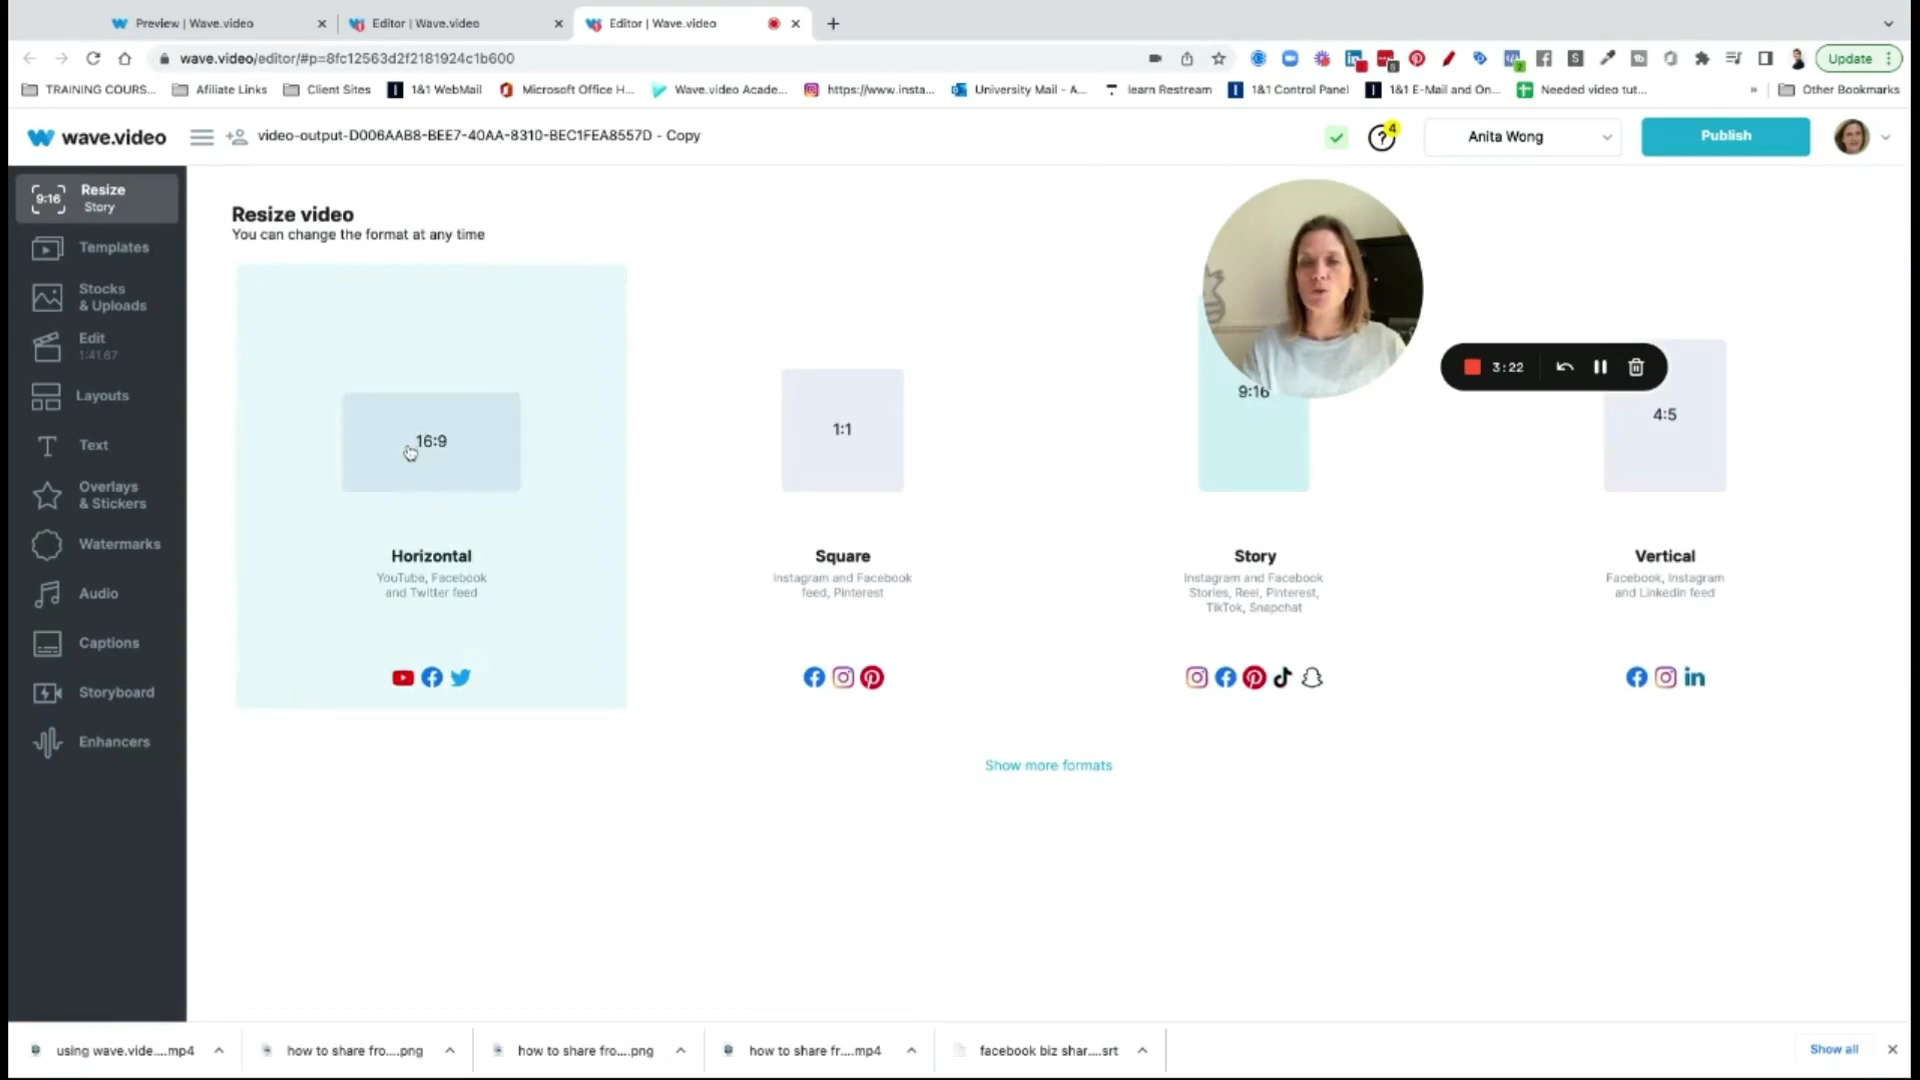 Preview | Wave.video
Editor | Wave.video
Editor | Wave.video
wave.video/editor/#p=8fc12563d2f2181924c1b600
Update
TRAINING COURS...
Afiliate Links
Client Sites
1&1 WebMail
Microsoft Office H...
Wave.video Acade...
https://www.insta...
University Mail - A...
learn Restream
1&1 Control Panel
1&1 E-Mail and On...
Needed video tut...
»
Other Bookmarks
wave.video
video-output-D006AAB8-BEE7-40AA-8310-BEC1FEA8557D - Copy
4
Anita Wong
Publish
9:16
Resize
Story
Templates
Stocks
& Uploads
Edit
1:41.67
Layouts
Text
Overlays
& Stickers
Watermarks
Audio
Captions
Storyboard
Enhancers
Resize video
You can change the format at any time
3:22
16:9
1:1
9:16
4:5
Horizontal
YouTube, Facebook
and Twitter feed
Square
Instagram and Facebook
feed, Pinterest
Story
Instagram and Facebook
Stories, Reel, Pinterest,
TikTok, Snapchat
Vertical
Facebook, Instagram
and Linkedin feed
Show more formats
using wave.vide....mp4
how to share fro....png
how to share fro....png
how to share fr....mp4
facebook biz shar....srt
Show all